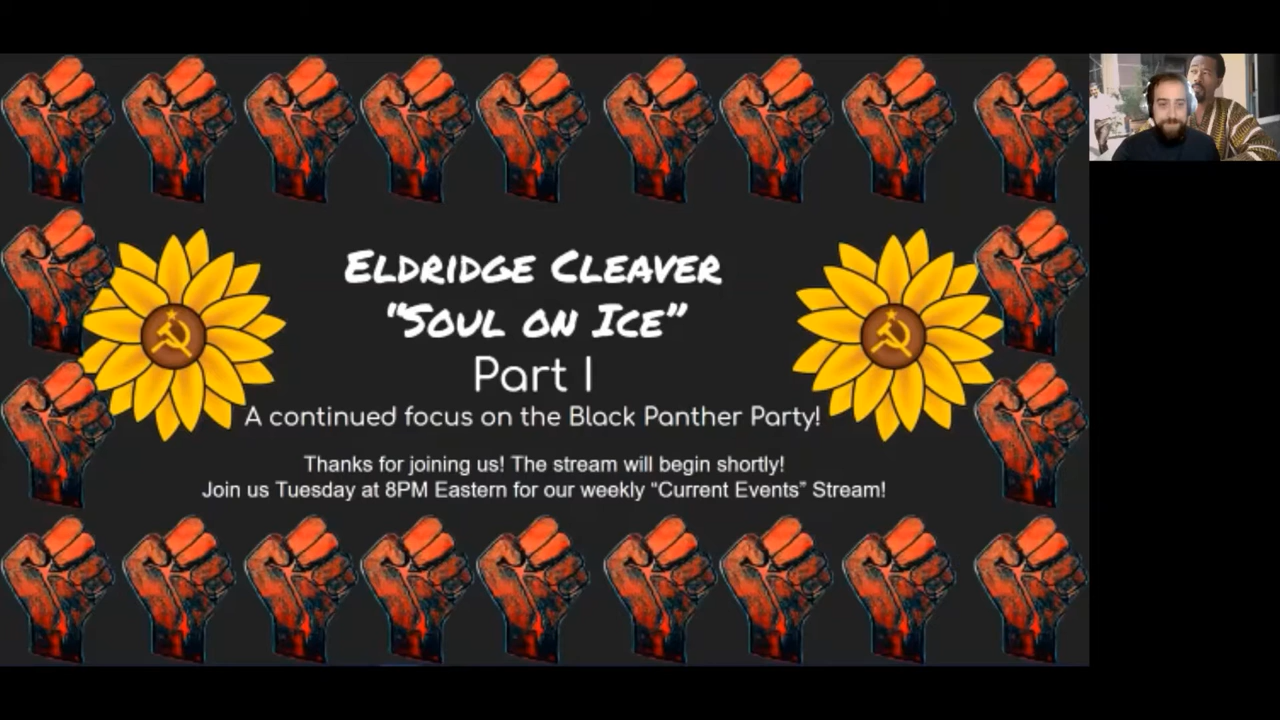 ELDRIDGE CLEAVER
"SOUL ON ICE"
Part I
A continued focus on the Black Panther Party!
Thanks for joining us! The stream will begin shortly!
Join us Tuesday at 8PM Eastern for our weekly “Current Events” Stream!